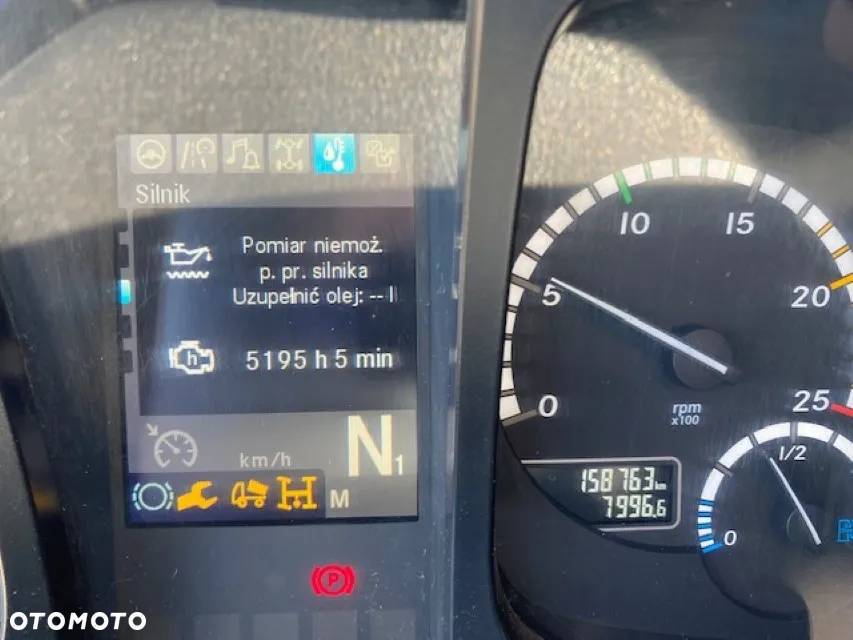 Silnik
Pomiar niemoż.
p. pr. silnika
Uzupełnić olej: -- l
h
5195 h 5 min
km/h
N1
M
P
0
5
10
15
20
25
rpm
x100
158763 km
7996.6
0
1/2
OTOMOTO